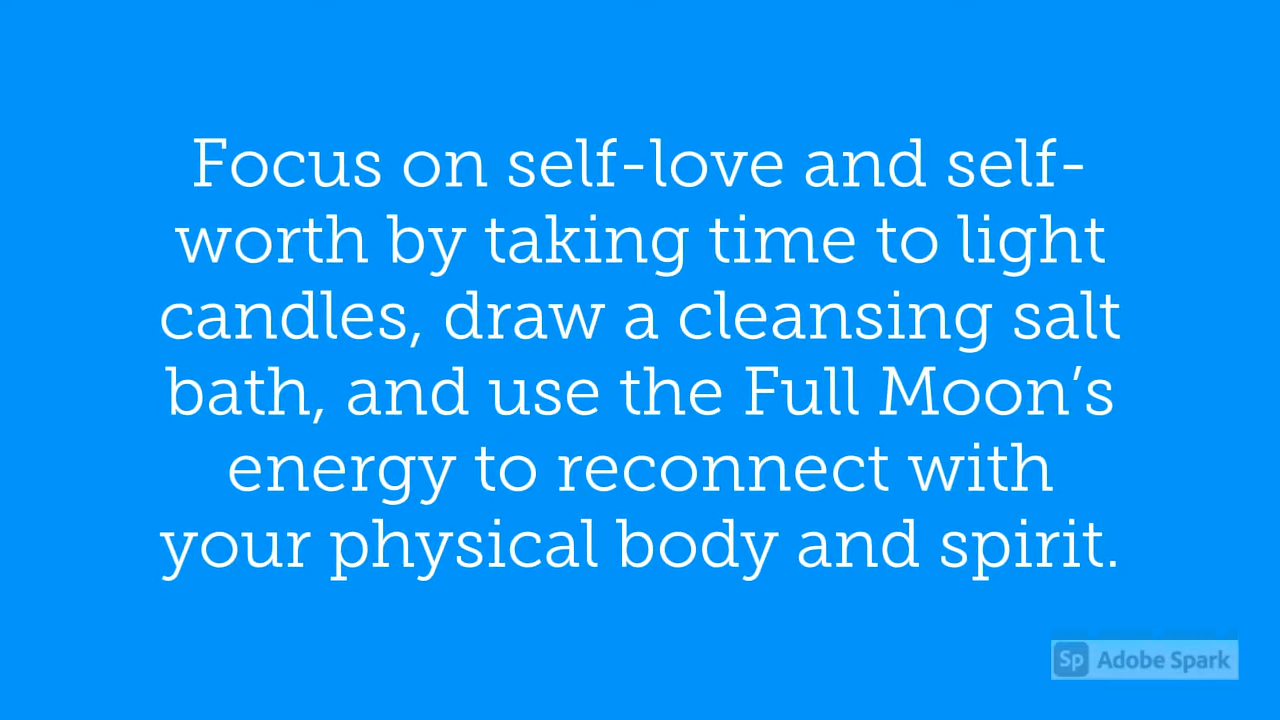 Focus on self-love and self-
worth by taking time to light
candles, draw a cleansing salt
bath, and use the Full Moon’s
energy to reconnect with
your physical body and spirit.
Sp Adobe Spark